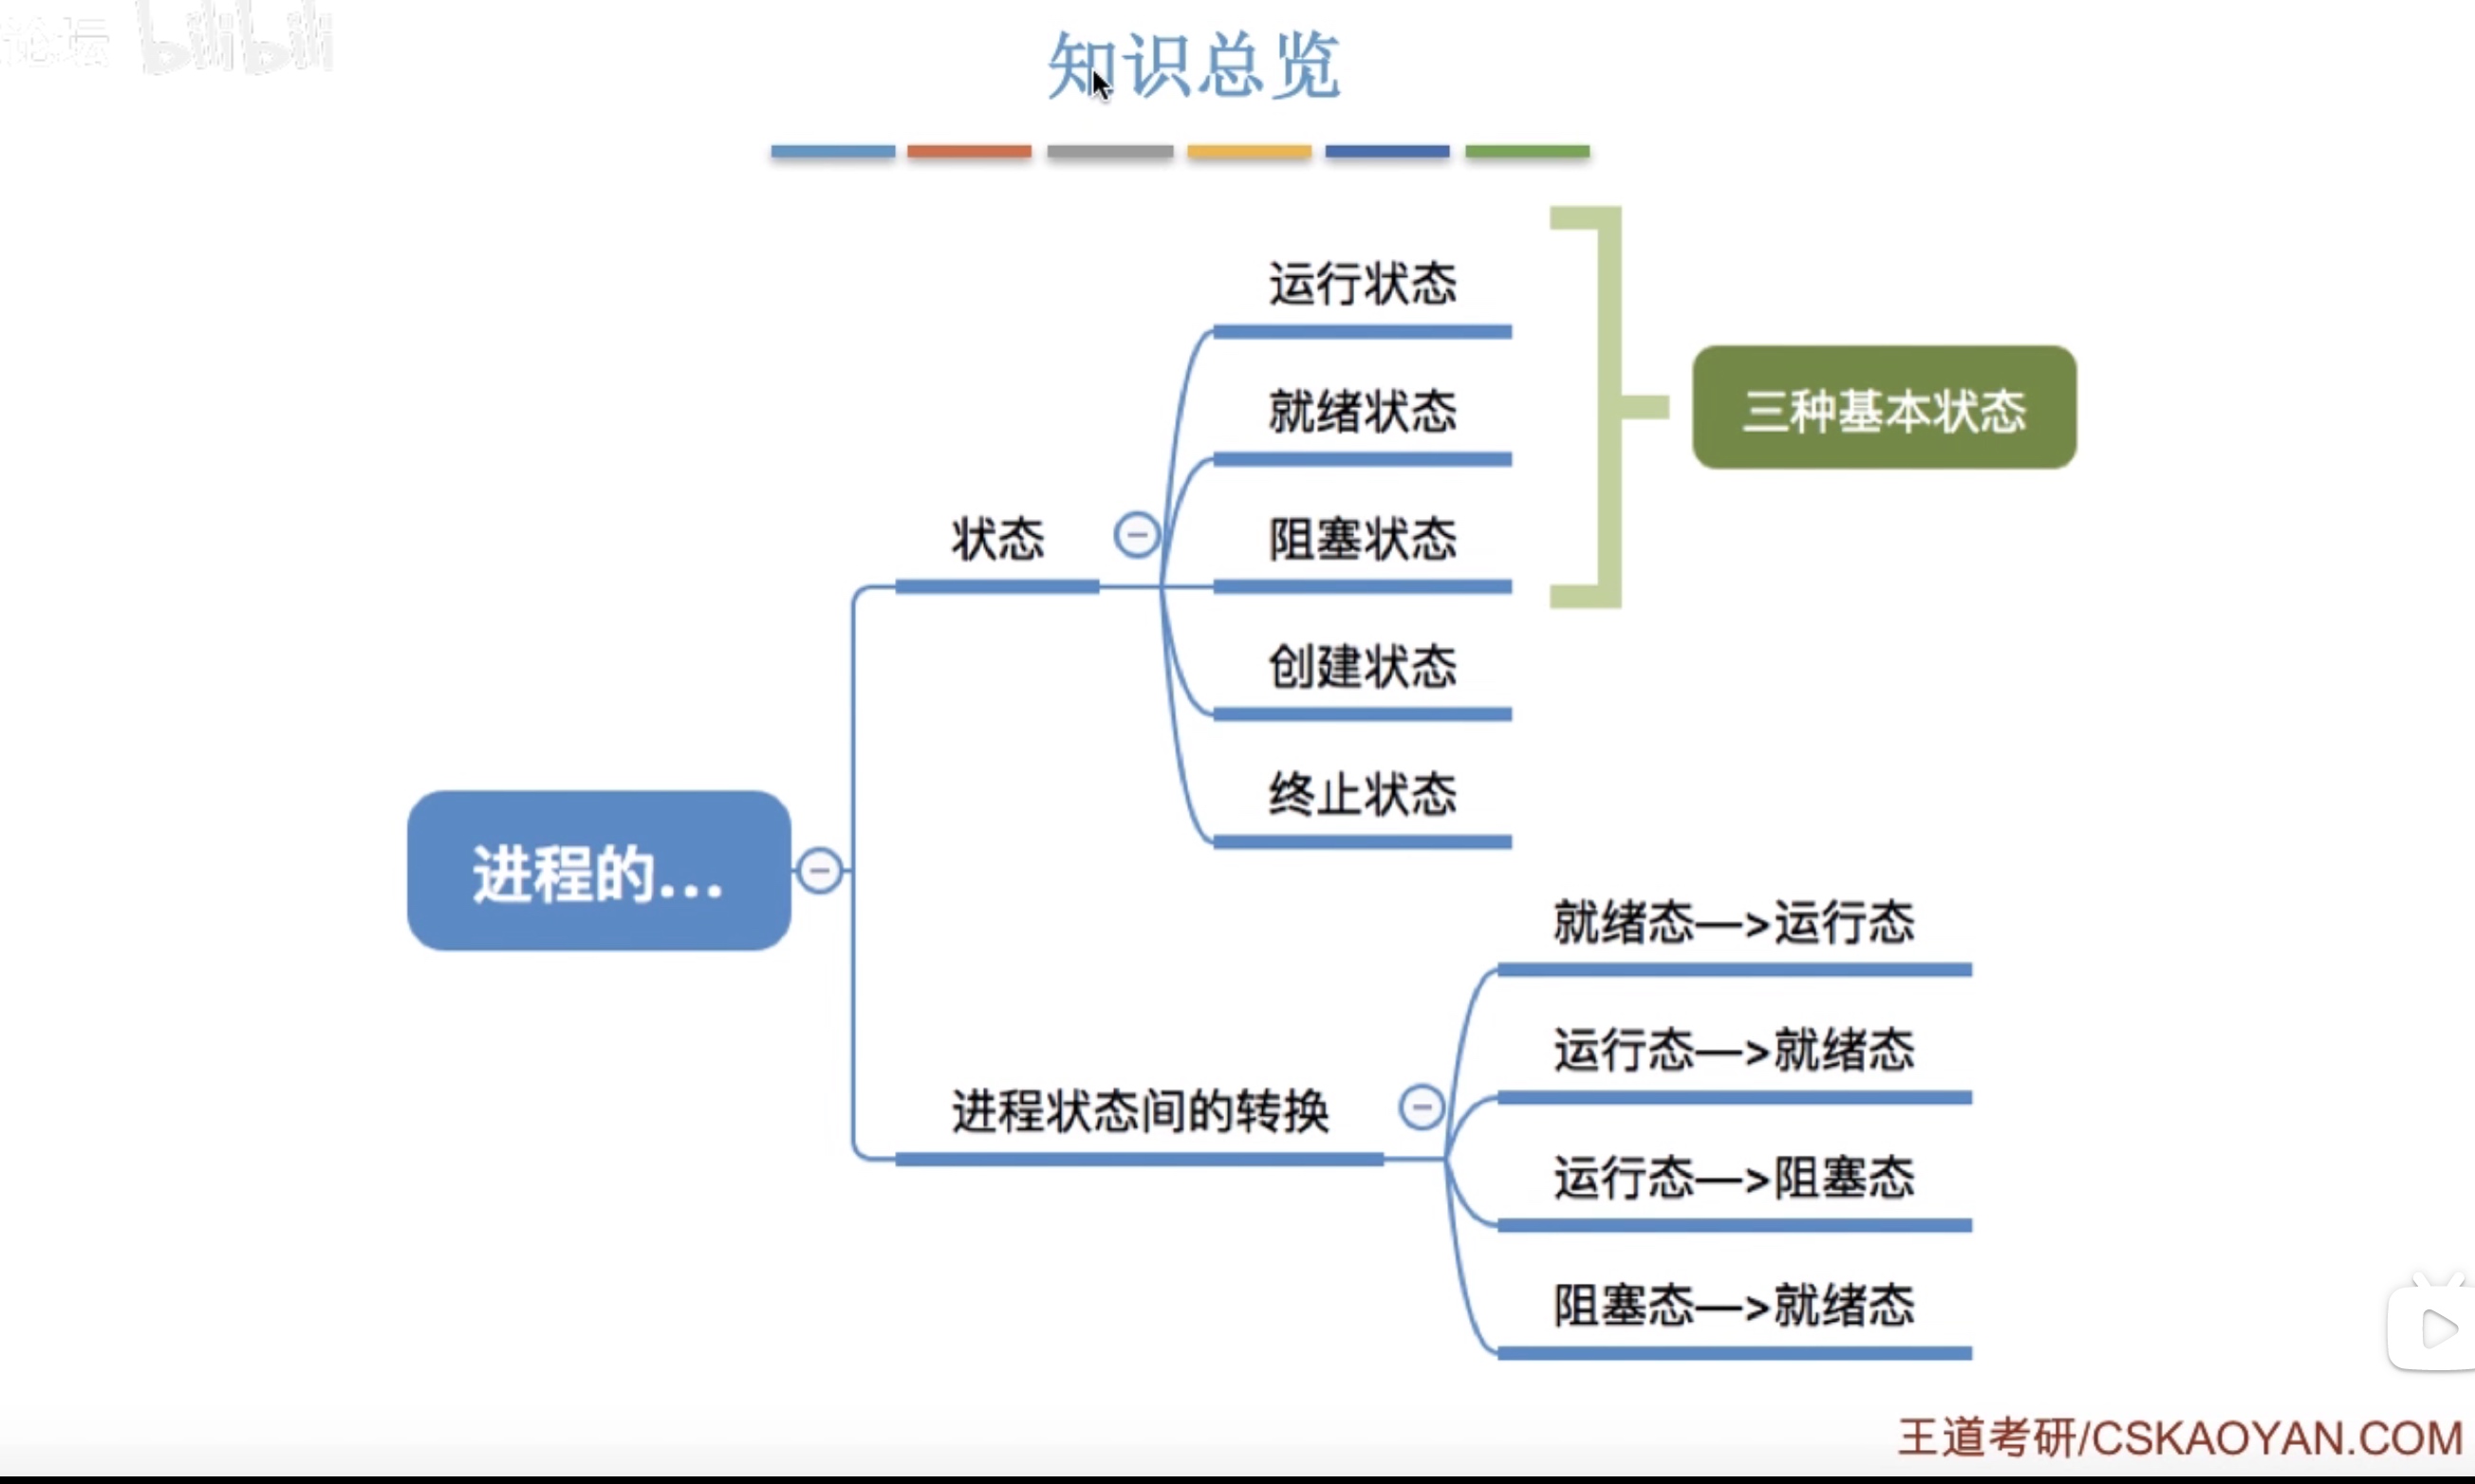 论坛 bilibili
知识总览
运行状态
就绪状态
三种基本状态
状态
阻塞状态
创建状态
终止状态
进程的...
就绪态—>运行态
运行态—>就绪态
进程状态间的转换
运行态—>阻塞态
阻塞态—>就绪态
王道考研/CSKAOYAN.COM